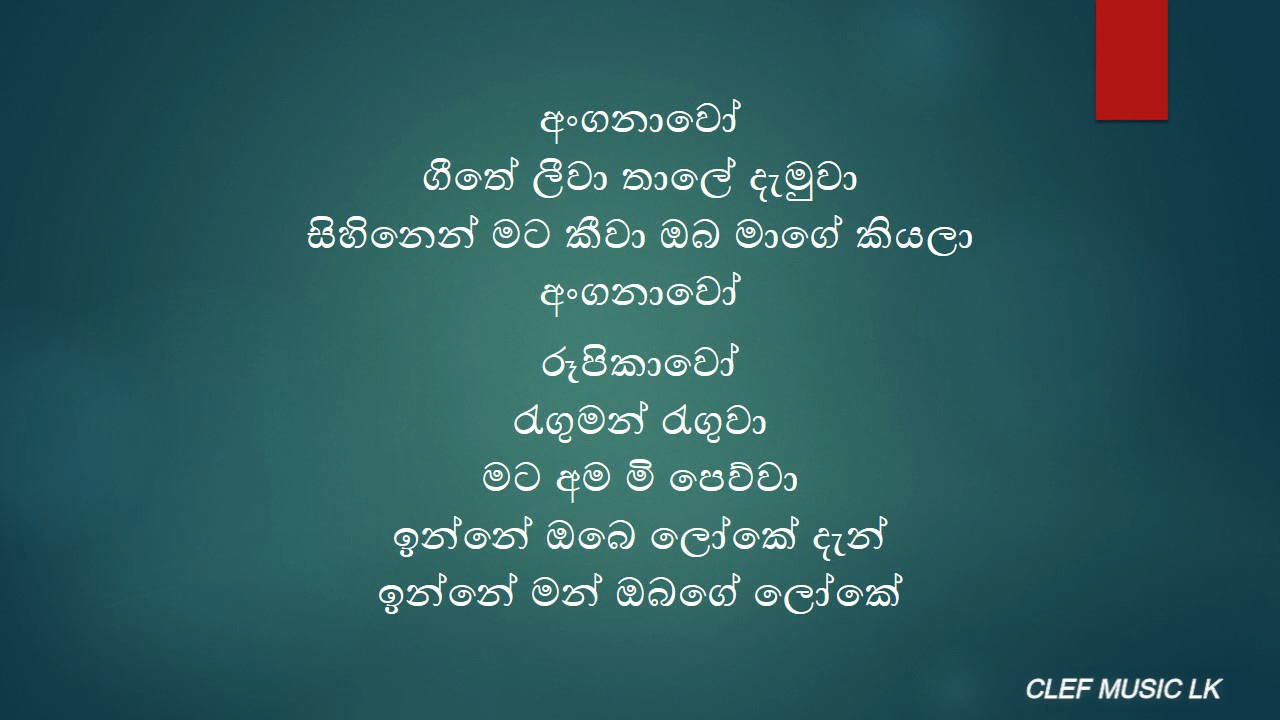 අංගනාවෝ
ගීතේ ලීවා තාලේ දැමුවා
සිහිනෙන් මට කීවා ඔබ මාගේ කියලා
අංගනාවෝ
රූපිකාවෝ
රැගුමන් රැගුවා
මට අම මි පෙව්වා
ඉන්නේ ඔබෙ ලෝකේ දැන්
ඉන්නේ මන් ඔබගේ ලෝකේ
CLEF MUSIC LK